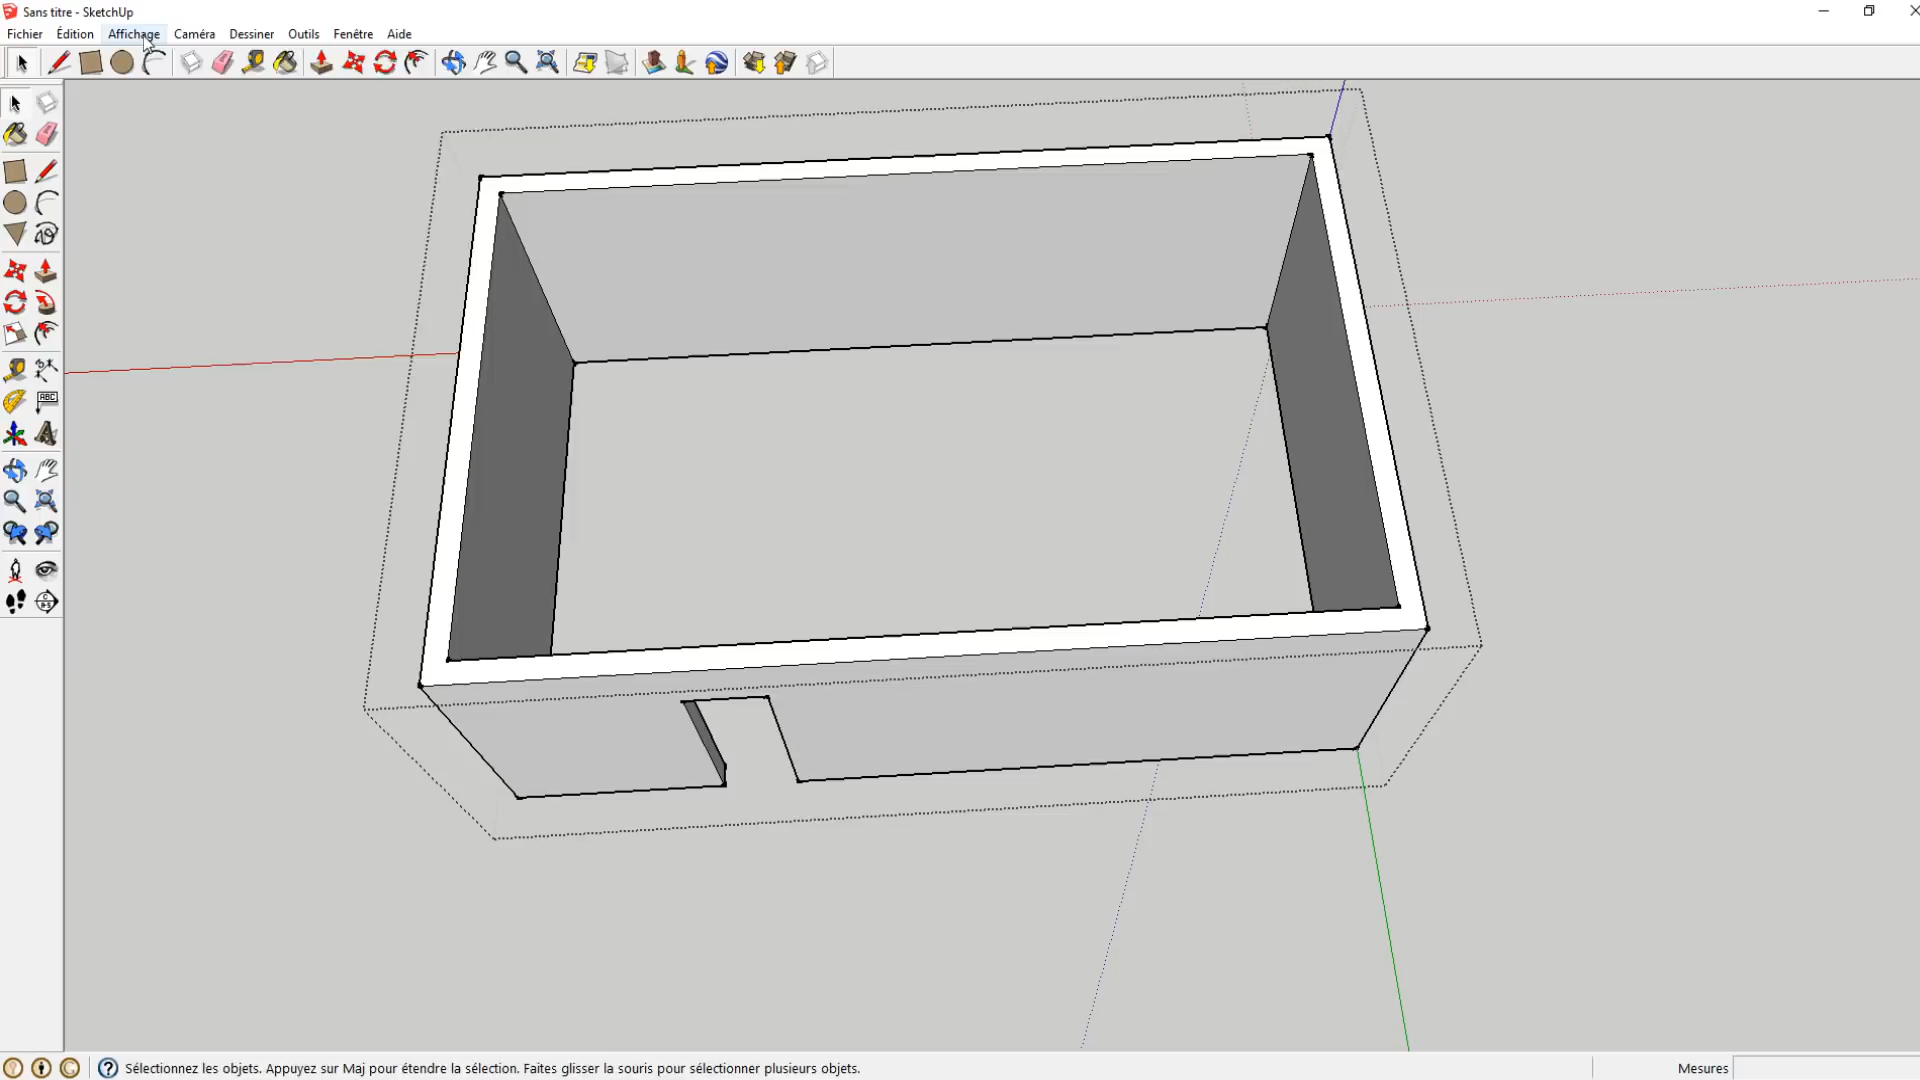 Sans titre - SketchUp
Fichier Édition Affichage Caméra Dessiner Outils Fenêtre Aide
ABC
Sélectionnez les objets. Appuyez sur Maj pour étendre la sélection. Faites glisser la souris pour sélectionner plusieurs objets.
Mesures